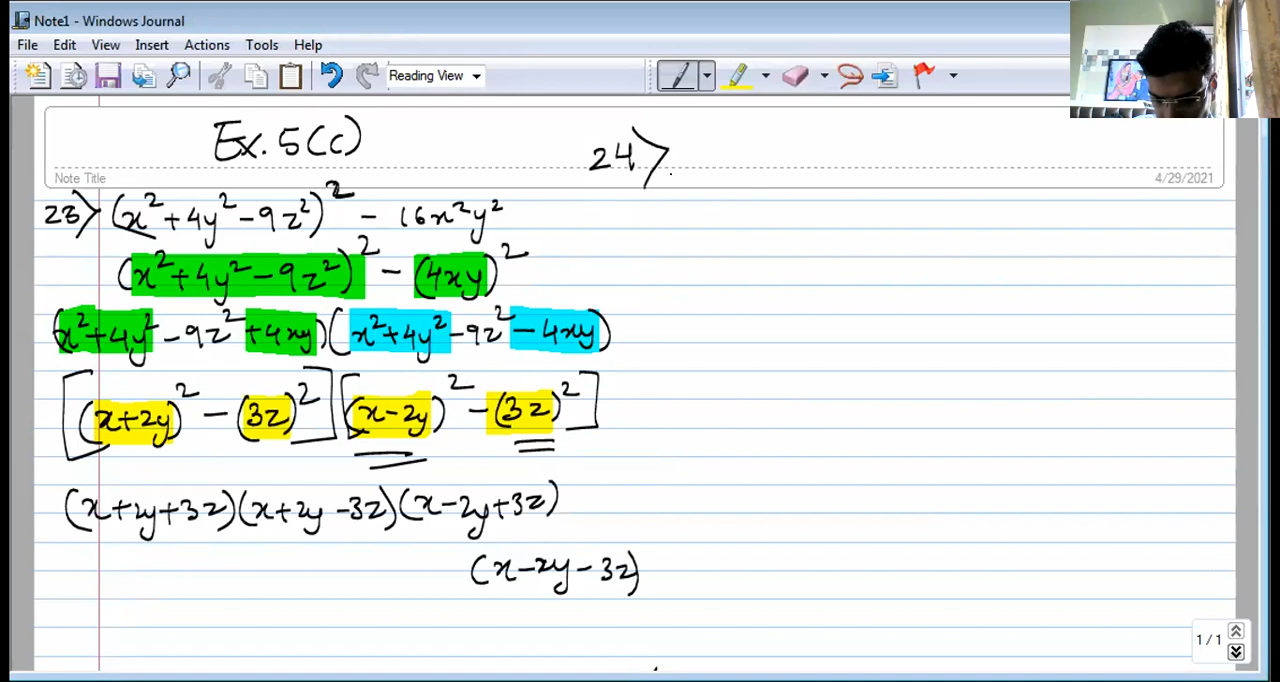 Note1 - Windows Journal
File Edit View Insert Actions Tools Help
Reading View
Ex. 5(c)
Note Title
4/29/2021
23> (x²+4y²-9z²)² - 16x²y²
(x²+4y²-9z²)² - (4xy)²
(x²+4y²-9z²+4xy)(x²+4y²-9z²-4xy)
[(x+2y)² - (3z)²][(x-2y)² - (3z)²]
(x+2y+3z)(x+2y-3z)(x-2y+3z)
(x-2y-3z)
24>
1/1